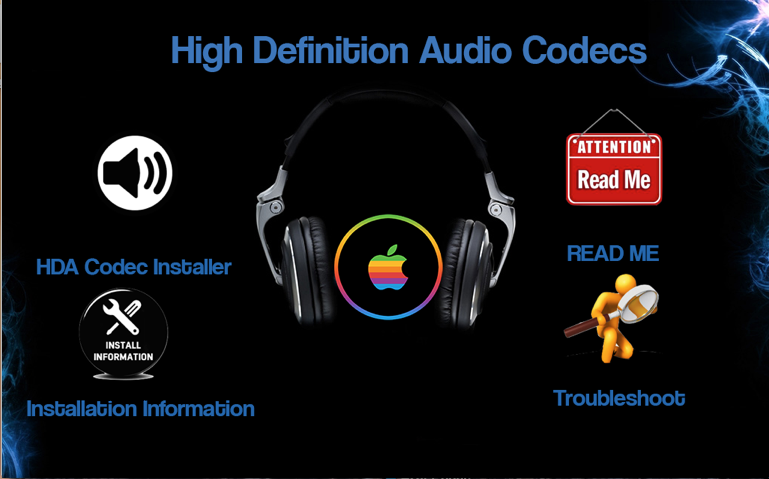 High Definition Audio Codecs
ATTENTION
Read Me
HDA Codec Installer
READ ME
INSTALL
INFORMATION
Installation Information
Troubleshoot